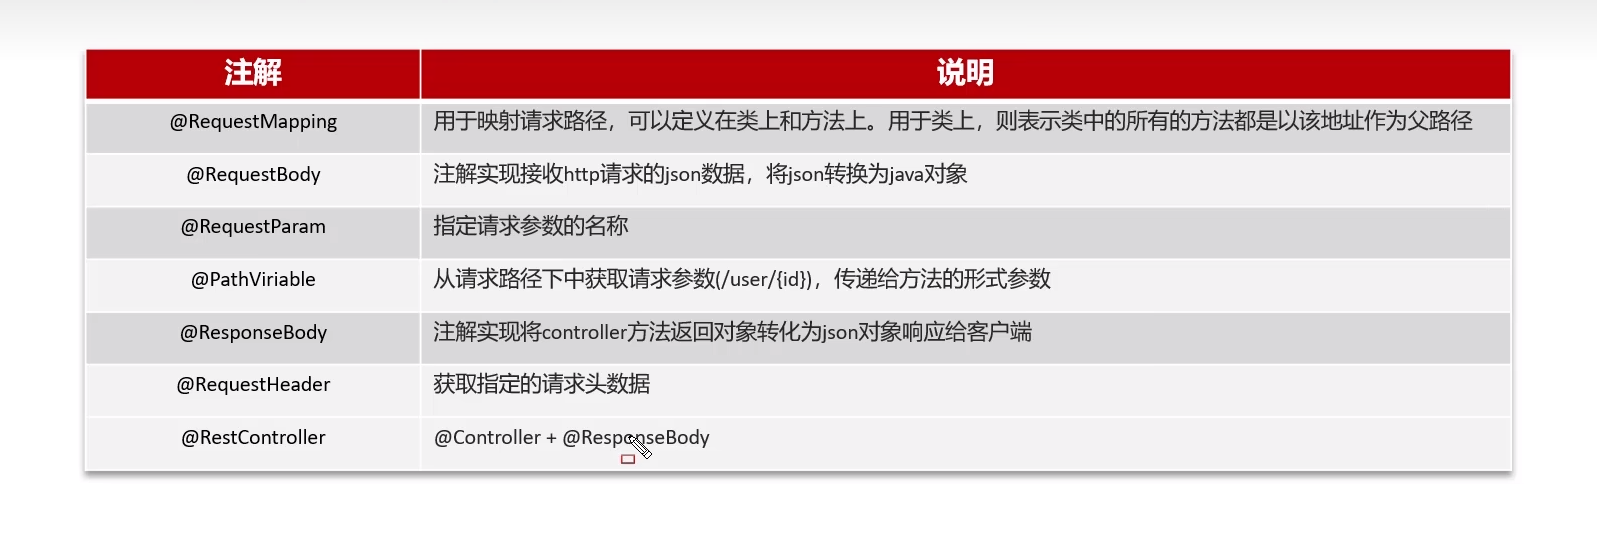 注解 说明
@RequestMapping 用于映射请求路径，可以定义在类上和方法上。用于类上，则表示类中的所有的方法都是以该地址作为父路径
@RequestBody 注解实现接收http请求的json数据，将json转换为java对象
@RequestParam 指定请求参数的名称
@PathViriable 从请求路径下中获取请求参数(/user/{id})，传递给方法的形式参数
@ResponseBody 注解实现将controller方法返回对象转化为json对象响应给客户端
@RequestHeader 获取指定的请求头数据
@RestController @Controller + @ResponseBody